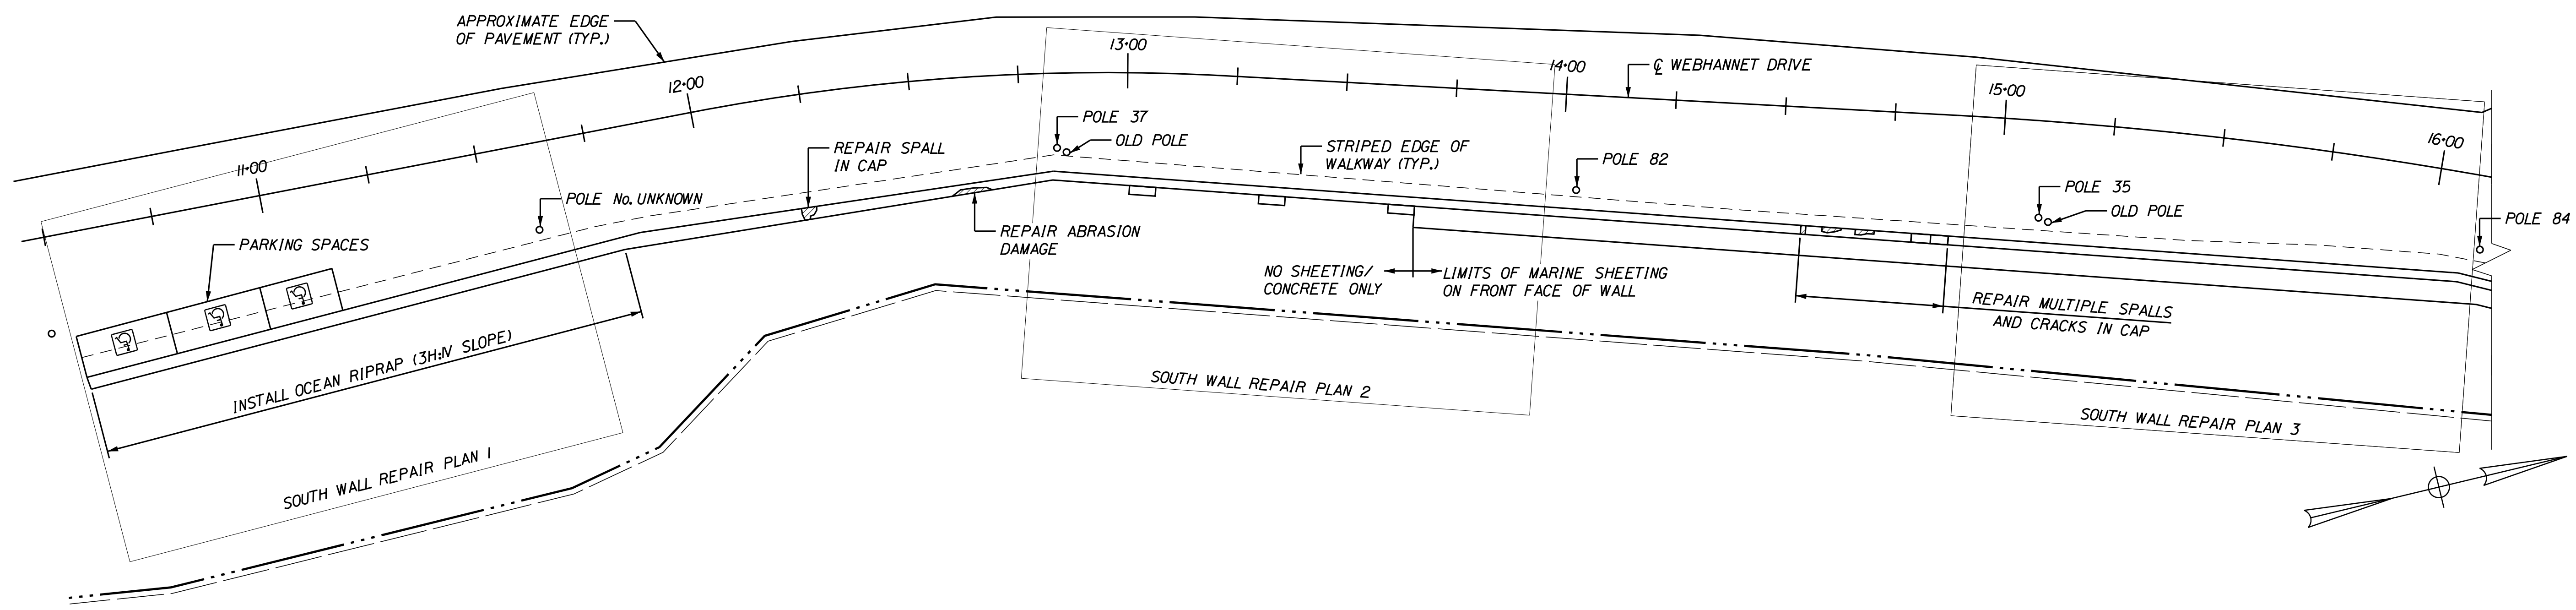 APPROXIMATE EDGE
OF PAVEMENT (TYP.)
13+00
14+00
℄ WEBHANNET DRIVE
12+00
15+00
16+00
11+00
POLE 37
OLD POLE
REPAIR SPALL
IN CAP
STRIPED EDGE OF
WALKWAY (TYP.)
POLE 82
POLE No. UNKNOWN
POLE 35
OLD POLE
POLE 84
PARKING SPACES
REPAIR ABRASION
DAMAGE
NO SHEETING/
CONCRETE ONLY
LIMITS OF MARINE SHEETING
ON FRONT FACE OF WALL
REPAIR MULTIPLE SPALLS
AND CRACKS IN CAP
INSTALL OCEAN RIPRAP (3H:1V SLOPE)
SOUTH WALL REPAIR PLAN 2
SOUTH WALL REPAIR PLAN 3
SOUTH WALL REPAIR PLAN 1